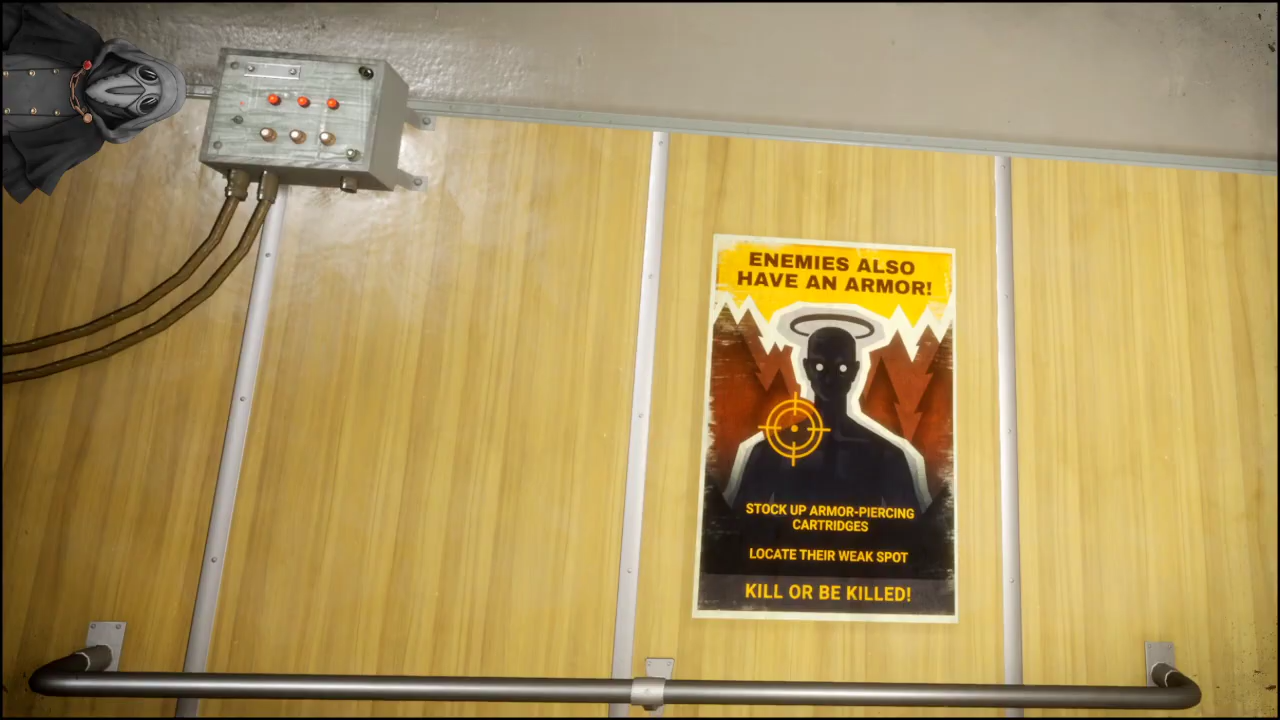 ENEMIES ALSO
HAVE AN ARMOR!
STOCK UP ARMOR-PIERCING
CARTRIDGES
LOCATE THEIR WEAK SPOT
KILL OR BE KILLED!